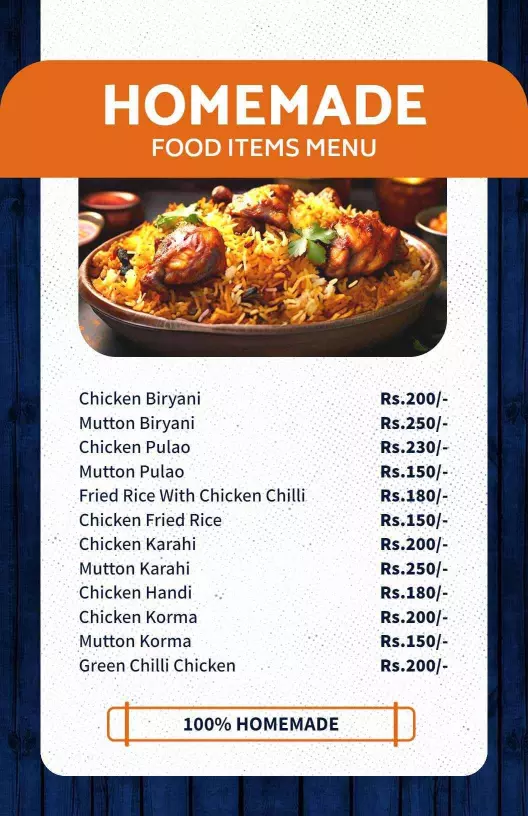 HOMEMADE
FOOD ITEMS MENU
Chicken Biryani Rs.200/-
Mutton Biryani Rs.250/-
Chicken Pulao Rs.230/-
Mutton Pulao Rs.150/-
Fried Rice With Chicken Chilli Rs.180/-
Chicken Fried Rice Rs.150/-
Chicken Karahi Rs.200/-
Mutton Karahi Rs.250/-
Chicken Handi Rs.180/-
Chicken Korma Rs.200/-
Mutton Korma Rs.150/-
Green Chilli Chicken Rs.200/-
100% HOMEMADE